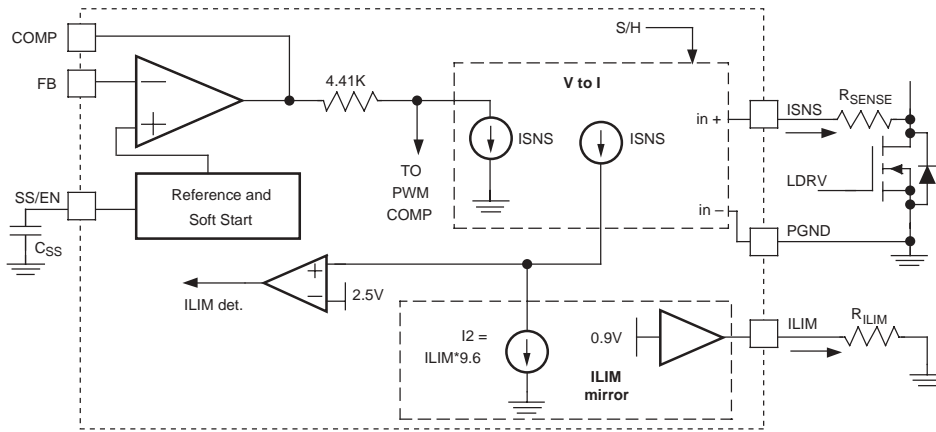 S/H
COMP
4.41K
V to I
FB
ISNS
RSENSE
in +
ISNS
ISNS
TO
PWM
COMP
LDRV
SS/EN
Reference and
Soft Start
in –
CSS
PGND
ILIM det.
2.5V
ILIM
RILIM
I2 =
ILIM*9.6
0.9V
ILIM
mirror